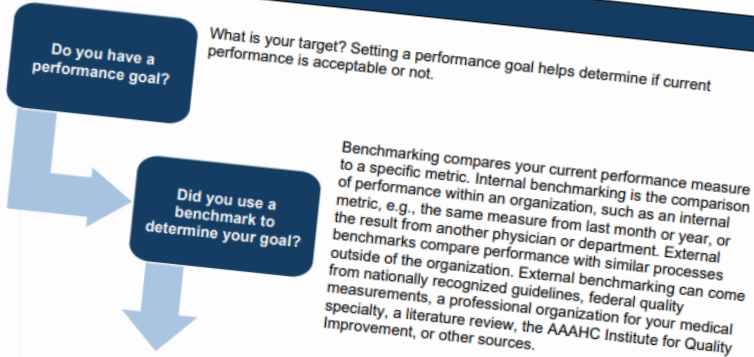 Do you have a
performance goal?
What is your target? Setting a performance goal helps determine if current
performance is acceptable or not.
Did you use a
benchmark to
determine your goal?
Benchmarking compares your current performance measure
to a specific metric. Internal benchmarking is the comparison
of performance within an organization, such as an internal
metric, e.g., the same measure from last month or year, or
the result from another physician or department. External
benchmarks compare performance with similar processes
outside of the organization. External benchmarking can come
from nationally recognized guidelines, federal quality
measurements, a professional organization for your medical
specialty, a literature review, the AAAHC Institute for Quality
Improvement, or other sources.